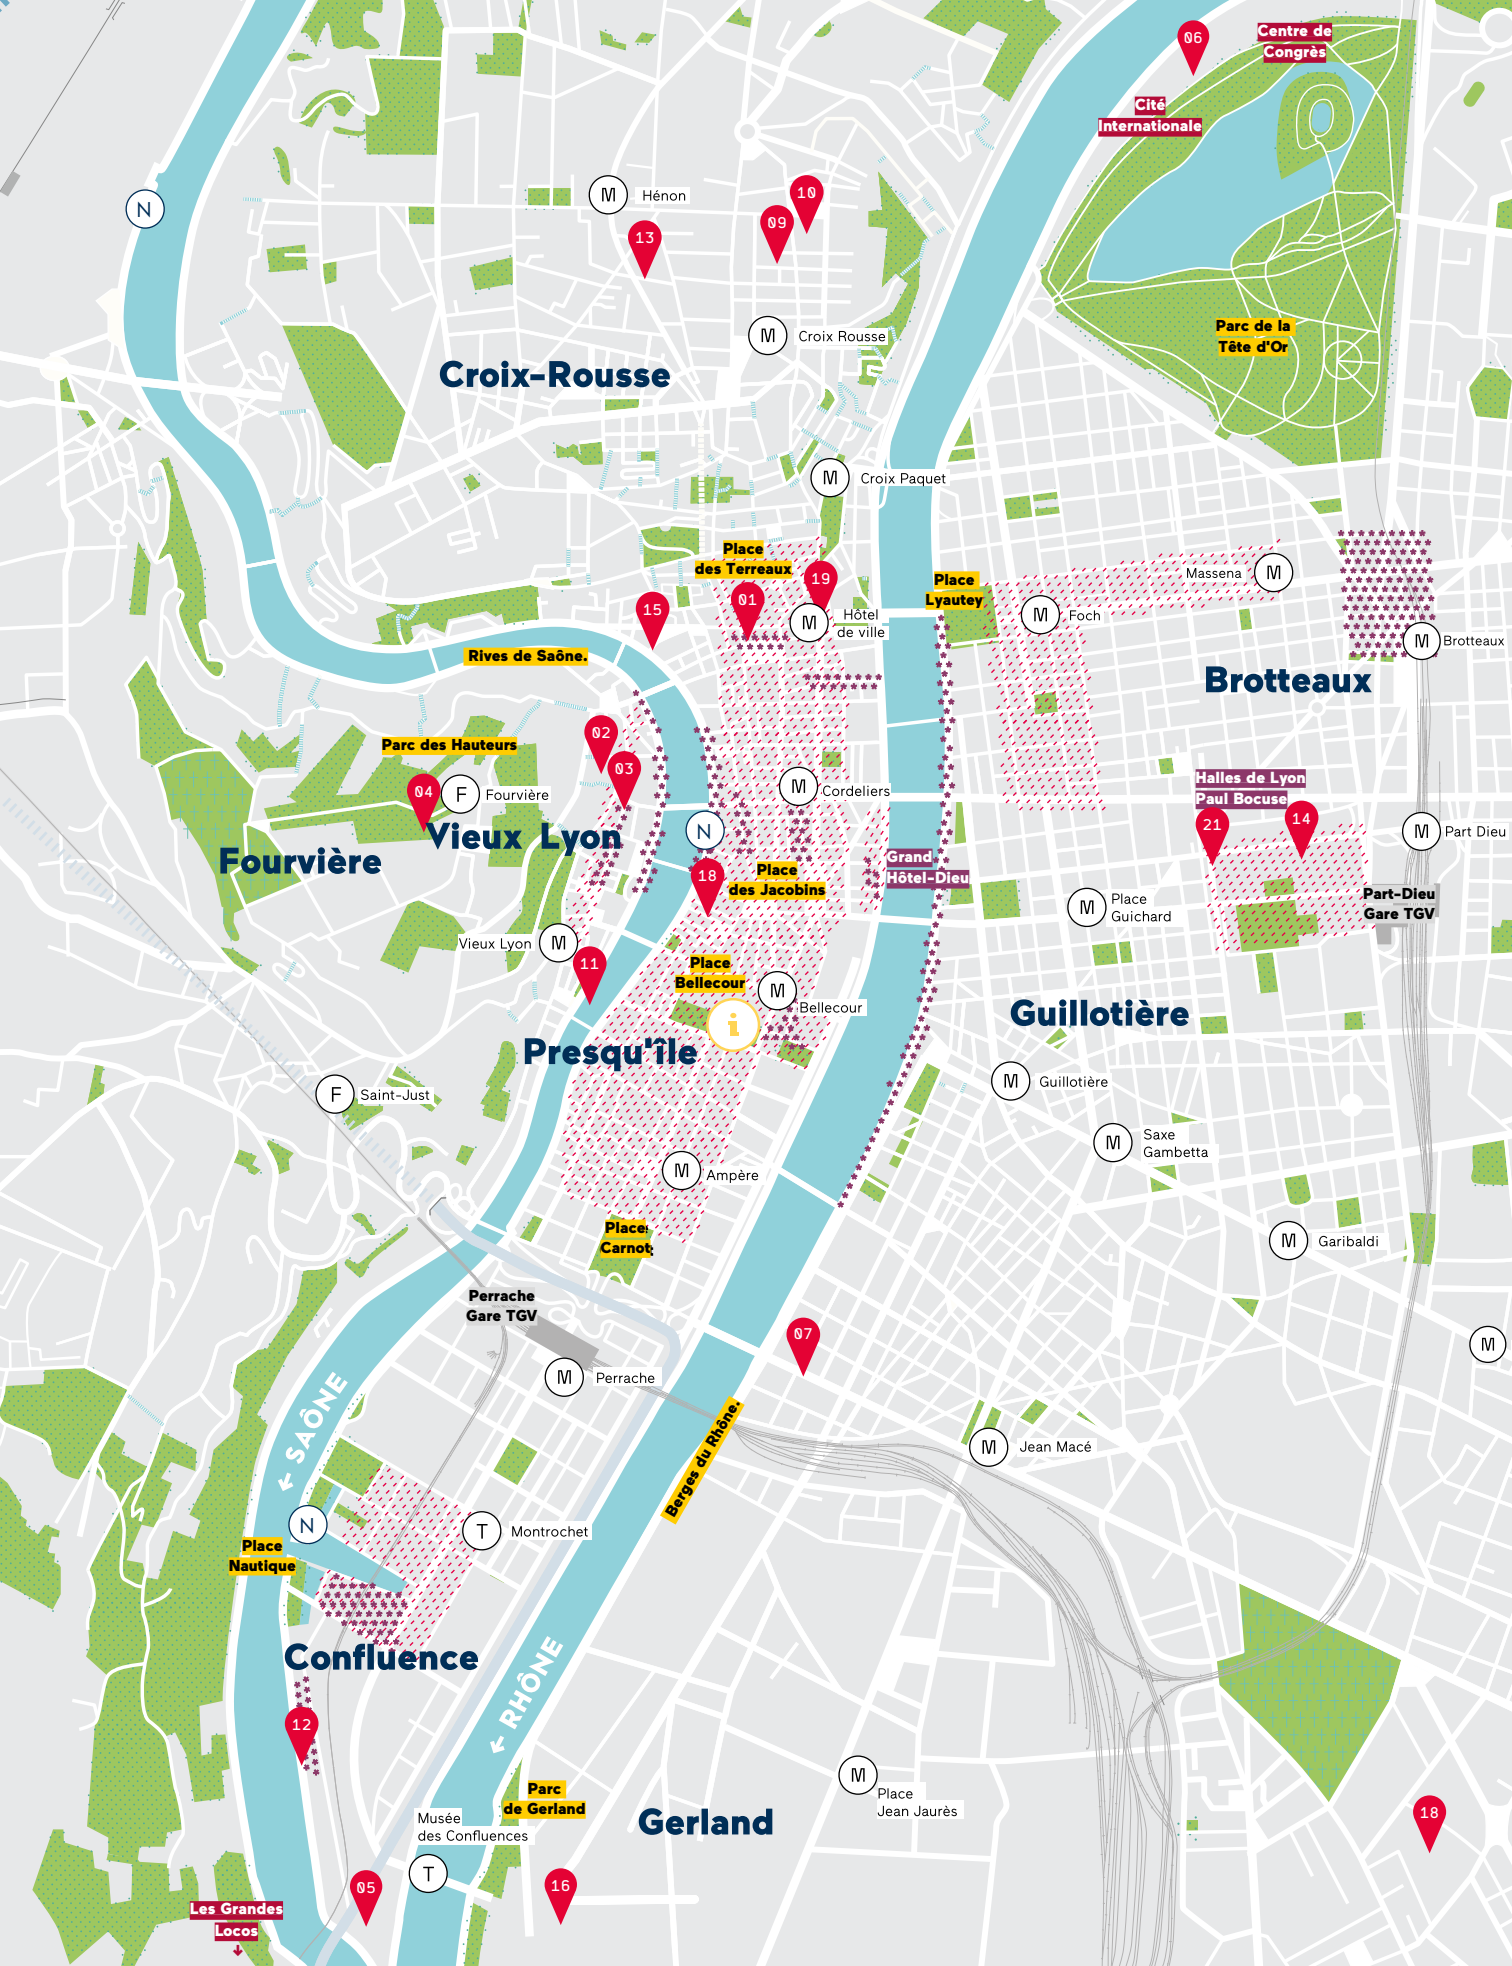 06
Centre de
Congrès
Cité
Internationale
N
M
Hénon
10
09
13
Parc de la
Tête d'Or
M
Croix Rousse
Croix-Rousse
M
Croix Paquet
Place
des Terreaux
19
01
15
M
Hôtel
de ville
Place
Lyautey
Massena
M
M
Foch
M
Brotteaux
Brotteaux
Rives de Saône.
02
03
Parc des Hauteurs
04
F
Fourvière
Vieux Lyon
Fourvière
M
Cordeliers
N
18
Place
des Jacobins
Grand
Hôtel-Dieu
Halles de Lyon
Paul Bocuse
21
14
M
Part Dieu
Part-Dieu
Gare TGV
M
Place
Guichard
Vieux Lyon
M
11
Place
Bellecour
M
Bellecour
i
Presqu'île
Guillotière
M
Guillotière
F
Saint-Just
M
Saxe
Gambetta
M
Ampère
Place
Carnot
M
Garibaldi
Perrache
Gare TGV
M
Perrache
07
M
← SAÔNE
Berges du Rhône.
M
Jean Macé
N
T
Montrochet
Place
Nautique
Confluence
← RHÔNE
12
M
Place
Jean Jaurès
Parc
de Gerland
Gerland
Musée
des Confluences
T
18
05
16
Les Grandes
Locos
↓